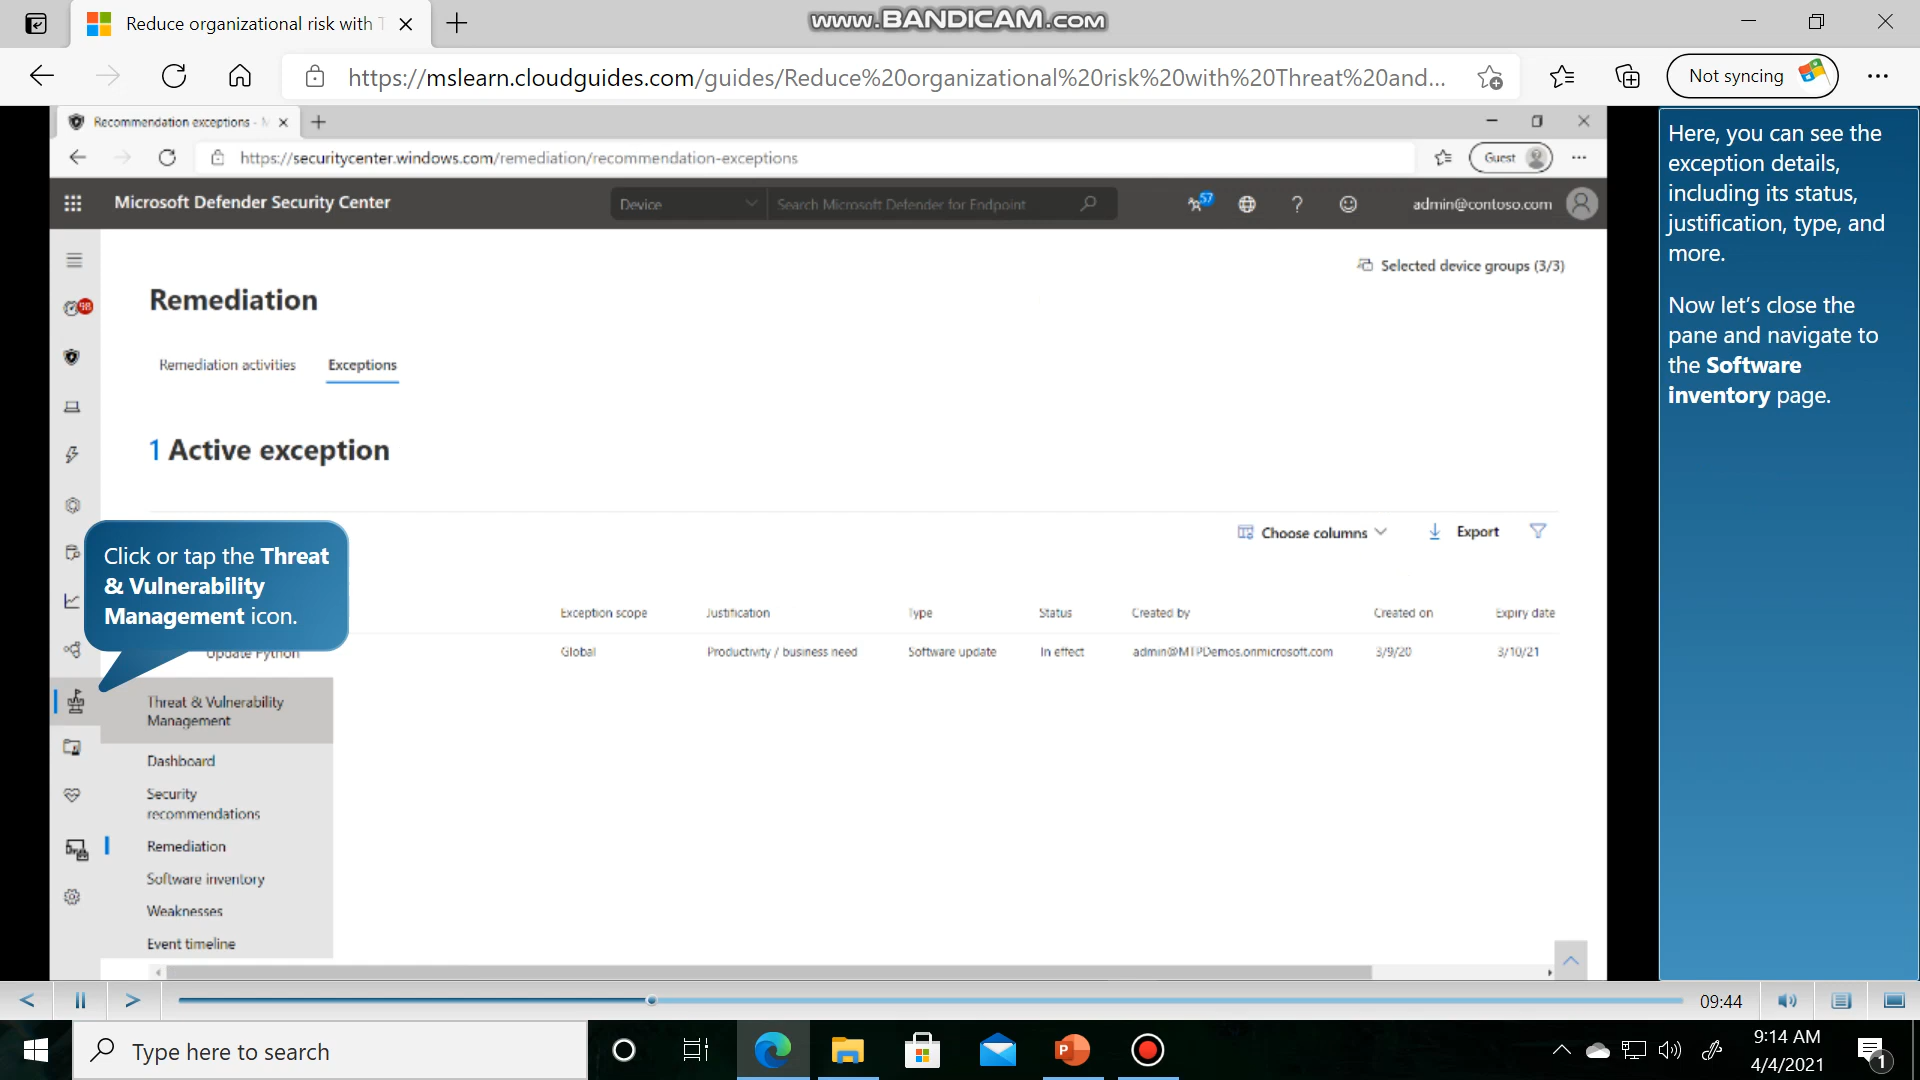 Reduce organizational risk with T
www.BANDICAM.com
https://mslearn.cloudguides.com/guides/Reduce%20organizational%20risk%20with%20Threat%20and...
Not syncing
Recommendation exceptions - M
https://securitycenter.windows.com/remediation/recommendation-exceptions
Guest
Microsoft Defender Security Center
Device
Search Microsoft Defender for Endpoint
57
admin@contoso.com
Selected device groups (3/3)
98
Remediation
Remediation activities
Exceptions
1 Active exception
Choose columns
Export
Click or tap the Threat
& Vulnerability
Management icon.
Exception scope
Justification
Type
Status
Created by
Created on
Expiry date
Update Python
Global
Productivity / business need
Software update
In effect
admin@MTPDemos.onmicrosoft.com
3/9/20
3/10/21
Threat & Vulnerability
Management
Dashboard
Security
recommendations
Remediation
Software inventory
Weaknesses
Event timeline
Here, you can see the
exception details,
including its status,
justification, type, and
more.
Now let's close the
pane and navigate to
the Software
inventory page.
09:44
Type here to search
9:14 AM
4/4/2021
1